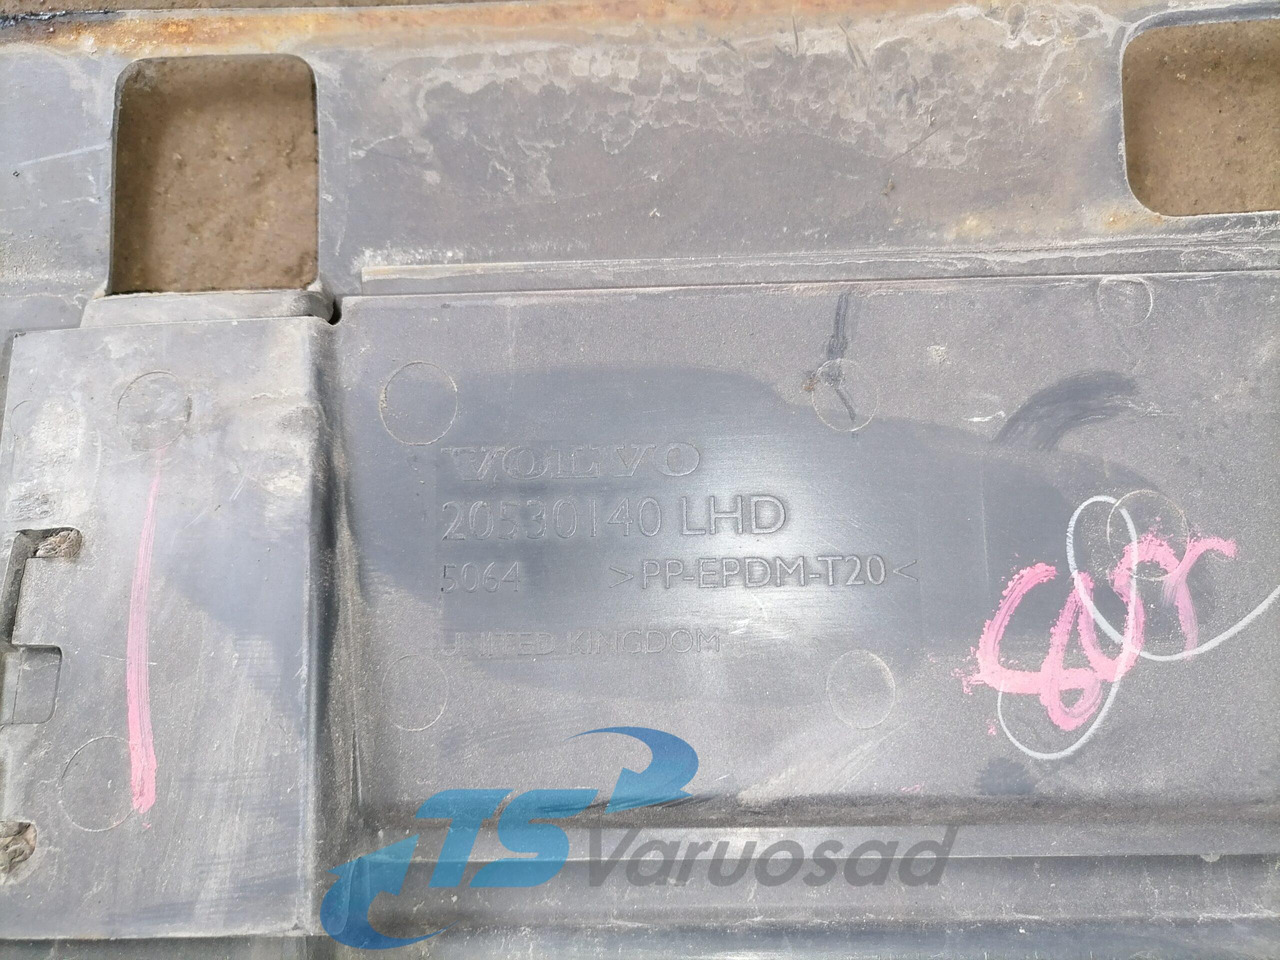 VOLVO
20530140 LHD
5064 >PP-EPDM-T20<
UNITED KINGDOM
TS Varuosad